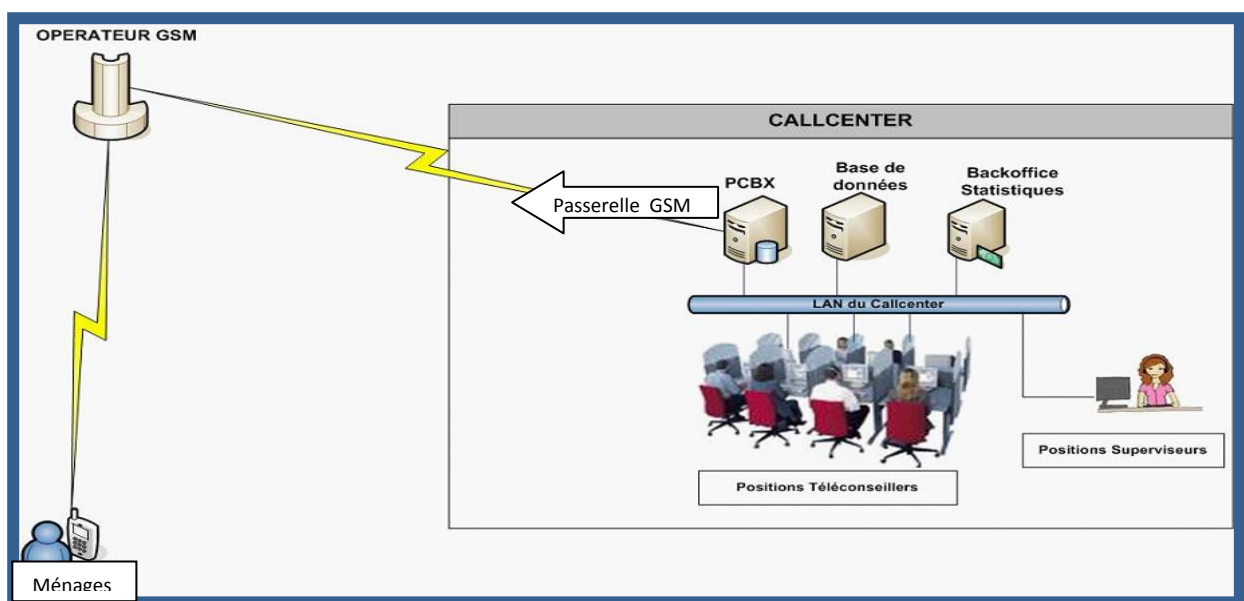 OPERATEUR GSM
CALLCENTER
PCBX
Base de
données
Backoffice
Statistiques
Passerelle GSM
LAN du Callcenter
Positions Superviseurs
Positions Téléconseillers
Ménages